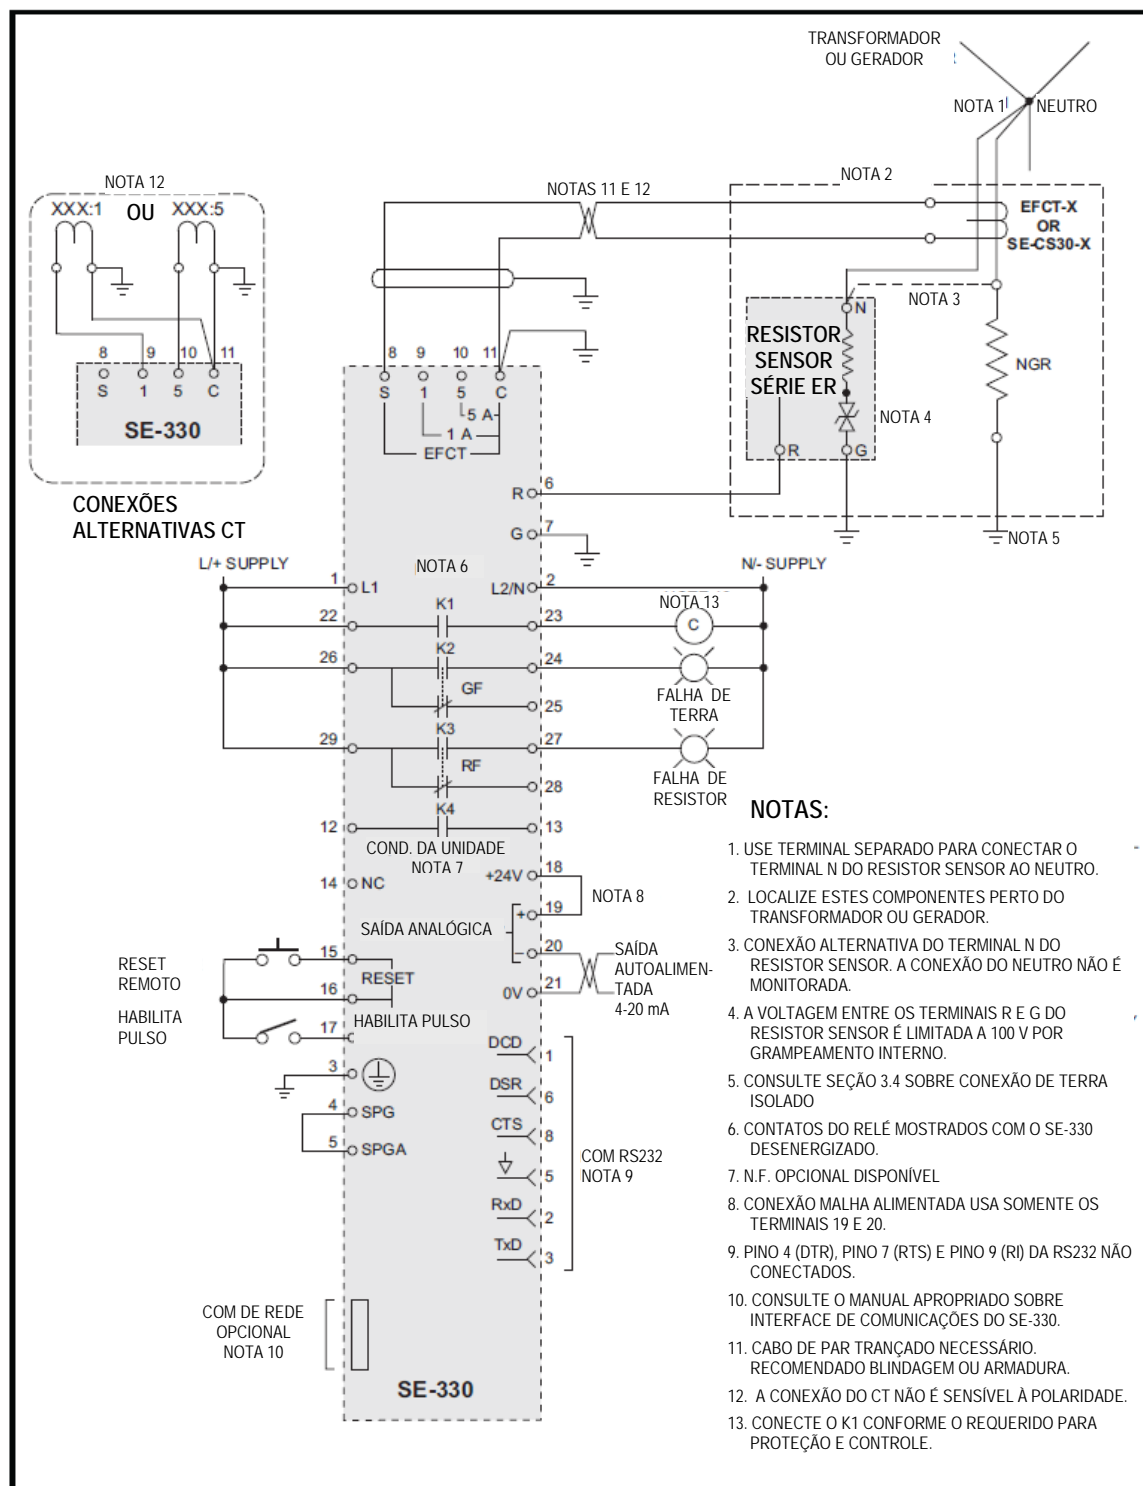 TRANSFORMADOR
OU GERADOR
NOTA 1
NEUTRO
NOTA 12
XXX:1
OU
XXX:5
8
9
10
11
S
1
5
C
SE-330
CONEXÕES
ALTERNATIVAS CT
NOTAS 11 E 12
NOTA 2
EFCT-X
OR
SE-CS30-X
NOTA 3
N
RESISTOR
SENSOR
SÉRIE ER
NGR
NOTA 4
R
G
NOTA 5
8
9
10
11
S
1
5
C
5 A
1 A
EFCT
R
6
G
7
L/+ SUPPLY
NOTA 6
N/- SUPPLY
1
L1
L2/N
2
NOTA 13
22
K1
23
C
26
K2
24
GF
25
FALHA DE
TERRA
29
K3
27
RF
28
FALHA DE
RESISTOR
12
K4
13
COND. DA UNIDADE
NOTA 7
14
NC
+24V
18
NOTA 8
+
19
SAÍDA ANALÓGICA
−
20
SAÍDA
AUTOALIMEN-
TADA
4-20 mA
0V
21
RESET
REMOTO
15
RESET
16
HABILITA
PULSO
17
HABILITA PULSO
3
4
SPG
5
SPGA
DCD
1
DSR
6
CTS
8
5
RxD
2
TxD
3
COM RS232
NOTA 9
COM DE REDE
OPCIONAL
NOTA 10
SE-330
NOTAS:
1. USE TERMINAL SEPARADO PARA CONECTAR O
TERMINAL N DO RESISTOR SENSOR AO NEUTRO.
2. LOCALIZE ESTES COMPONENTES PERTO DO
TRANSFORMADOR OU GERADOR.
3. CONEXÃO ALTERNATIVA DO TERMINAL N DO
RESISTOR SENSOR. A CONEXÃO DO NEUTRO NÃO É
MONITORADA.
4. A VOLTAGEM ENTRE OS TERMINAIS R E G DO
RESISTOR SENSOR É LIMITADA A 100 V POR
GRAMPEAMENTO INTERNO.
5. CONSULTE SEÇÃO 3.4 SOBRE CONEXÃO DE TERRA
ISOLADO
6. CONTATOS DO RELÉ MOSTRADOS COM O SE-330
DESENERGIZADO.
7. N.F. OPCIONAL DISPONÍVEL
8. CONEXÃO MALHA ALIMENTADA USA SOMENTE OS
TERMINAIS 19 E 20.
9. PINO 4 (DTR), PINO 7 (RTS) E PINO 9 (RI) DA RS232 NÃO
CONECTADOS.
10. CONSULTE O MANUAL APROPRIADO SOBRE
INTERFACE DE COMUNICAÇÕES DO SE-330.
11. CABO DE PAR TRANÇADO NECESSÁRIO.
RECOMENDADO BLINDAGEM OU ARMADURA.
12. A CONEXÃO DO CT NÃO É SENSÍVEL À POLARIDADE.
13. CONECTE O K1 CONFORME O REQUERIDO PARA
PROTEÇÃO E CONTROLE.